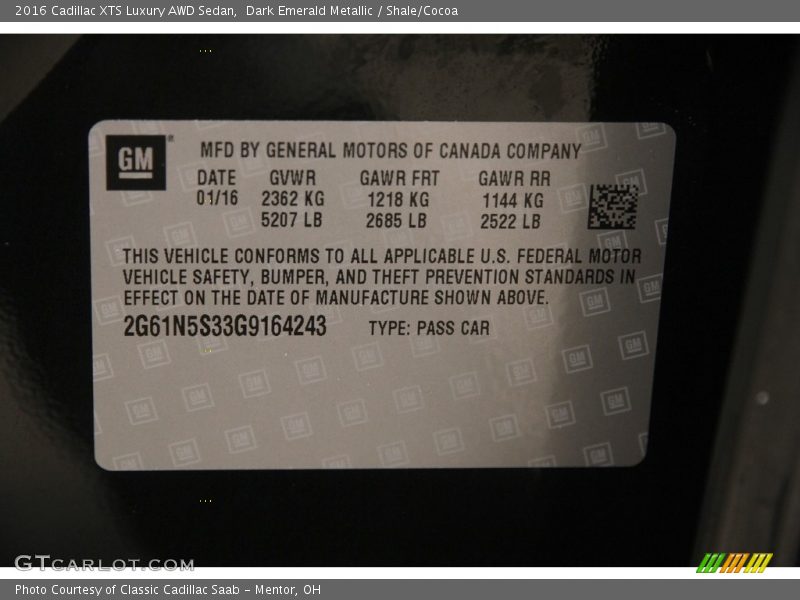 2016 Cadillac XTS Luxury AWD Sedan,  Dark Emerald Metallic / Shale/Cocoa
GM
MFD BY GENERAL MOTORS OF CANADA COMPANY
DATE GVWR GAWR FRT GAWR RR
01/16 2362 KG 1218 KG 1144 KG
5207 LB 2685 LB 2522 LB
THIS VEHICLE CONFORMS TO ALL APPLICABLE U.S. FEDERAL MOTOR
VEHICLE SAFETY, BUMPER, AND THEFT PREVENTION STANDARDS IN
EFFECT ON THE DATE OF MANUFACTURE SHOWN ABOVE.
2G61N5S33G9164243 TYPE: PASS CAR
GTCARLOT.COM
Photo Courtesy of Classic Cadillac Saab - Mentor, OH